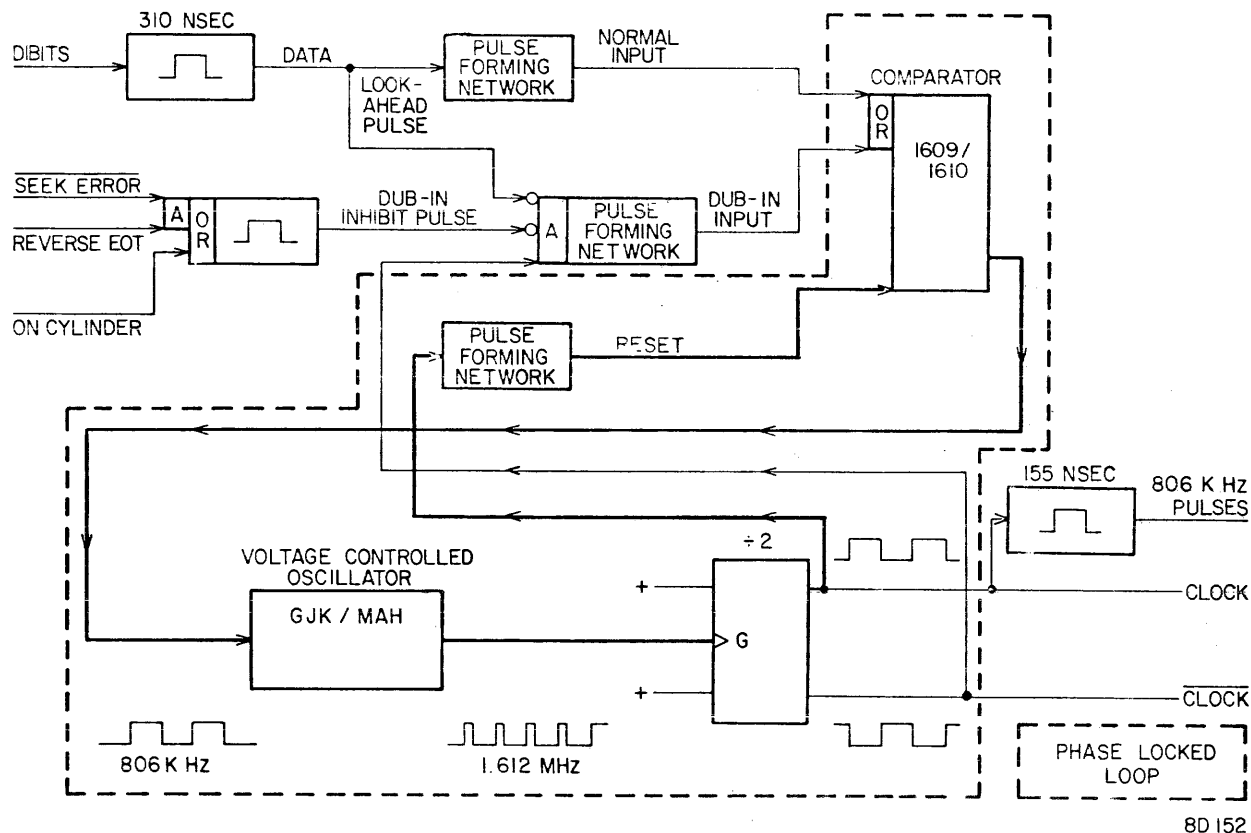 310 NSEC
DIBITS
DATA
LOOK-
AHEAD
PULSE
PULSE
FORMING
NETWORK
NORMAL
INPUT
COMPARATOR
OR
1609/
1610
SEEK ERROR
REVERSE EOT
ON CYLINDER
A
OR
DUB-IN
INHIBIT PULSE
A
PULSE
FORMING
NETWORK
DUB-IN
INPUT
PULSE
FORMING
NETWORK
RESET
155 NSEC
806 K Hz
PULSES
VOLTAGE CONTROLLED
OSCILLATOR
GJK / MAH
÷2
+
G
+
CLOCK
CLOCK
806 K Hz
1.612 MHz
PHASE LOCKED
LOOP
8D 152